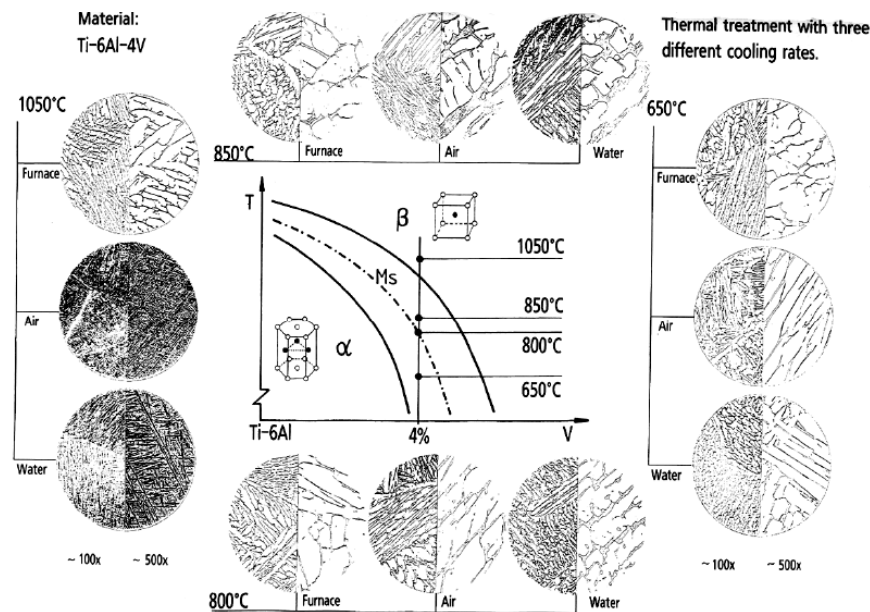 Material:
Ti-6Al-4V
Thermal treatment with three
different cooling rates.
1050°C
Furnace
Air
Water
~ 100x
~ 500x
850°C
Furnace
Air
Water
650°C
Furnace
Air
Water
~ 100x
~ 500x
T
β
Ms
α
1050°C
850°C
800°C
650°C
Ti-6Al
4%
V
800°C
Furnace
Air
Water